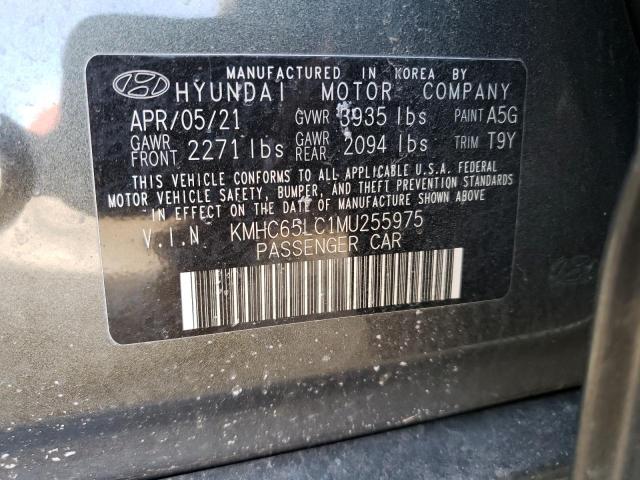 MANUFACTURED IN KOREA BY
HYUNDAI MOTOR COMPANY
APR/05/21 GVWR 3935 lbs PAINT A5G
GAWR FRONT 2271 lbs GAWR REAR 2094 lbs TRIM T9Y
THIS VEHICLE CONFORMS TO ALL APPLICABLE U.S.A. FEDERAL
MOTOR VEHICLE SAFETY, BUMPER, AND THEFT PREVENTION STANDARDS
IN EFFECT ON THE DATE OF MANUFACTURE SHOWN ABOVE
V.I.N KMHC65LC1MU255975
PASSENGER CAR